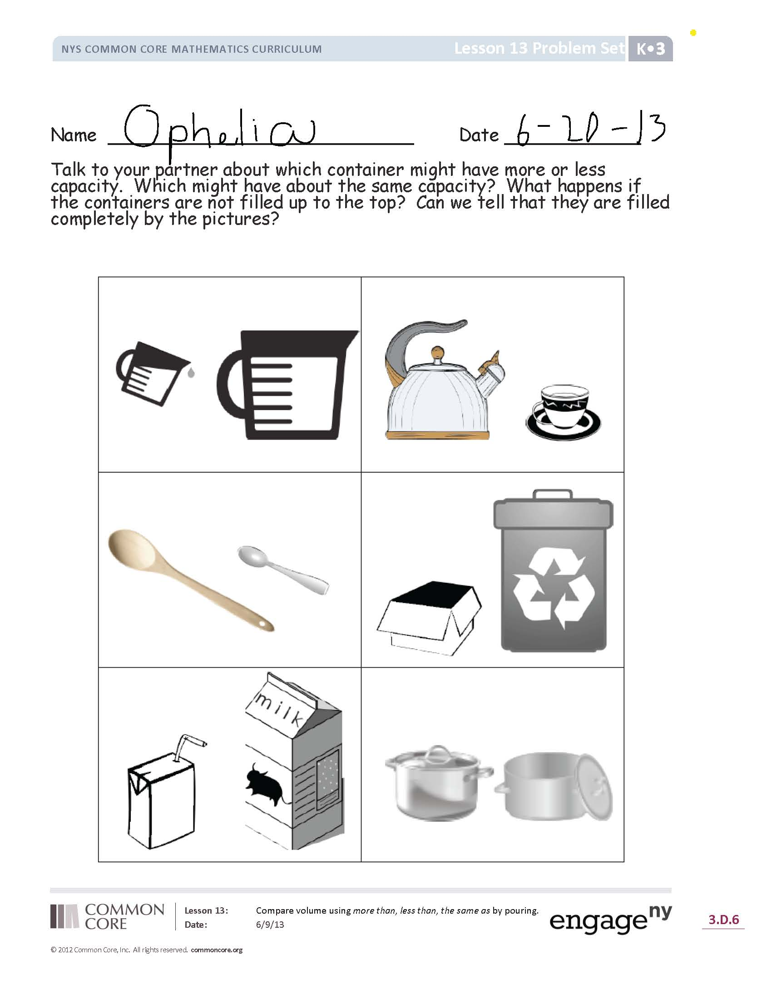 NYS COMMON CORE MATHEMATICS CURRICULUM Lesson 13 Problem Set K•3
Name Ophelia Date 6-20-13
Talk to your partner about which container might have more or less
capacity. Which might have about the same capacity? What happens if
the containers are not filled up to the top? Can we tell that they are filled
completely by the pictures?
milk
COMMON
CORE
Lesson 13: Compare volume using more than, less than, the same as by pouring.
Date: 6/9/13
engage ny
3.D.6
© 2012 Common Core, Inc. All rights reserved. commoncore.org